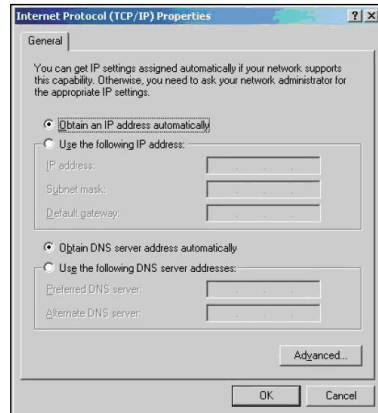 Internet Protocol (TCP/IP) Properties
General
You can get IP settings assigned automatically if your network supports
this capability. Otherwise, you need to ask your network administrator for
the appropriate IP settings.
Obtain an IP address automatically
Use the following IP address:
IP address:
Subnet mask:
Default gateway:
Obtain DNS server address automatically
Use the following DNS server addresses:
Preferred DNS server:
Alternate DNS server:
Advanced...
OK
Cancel